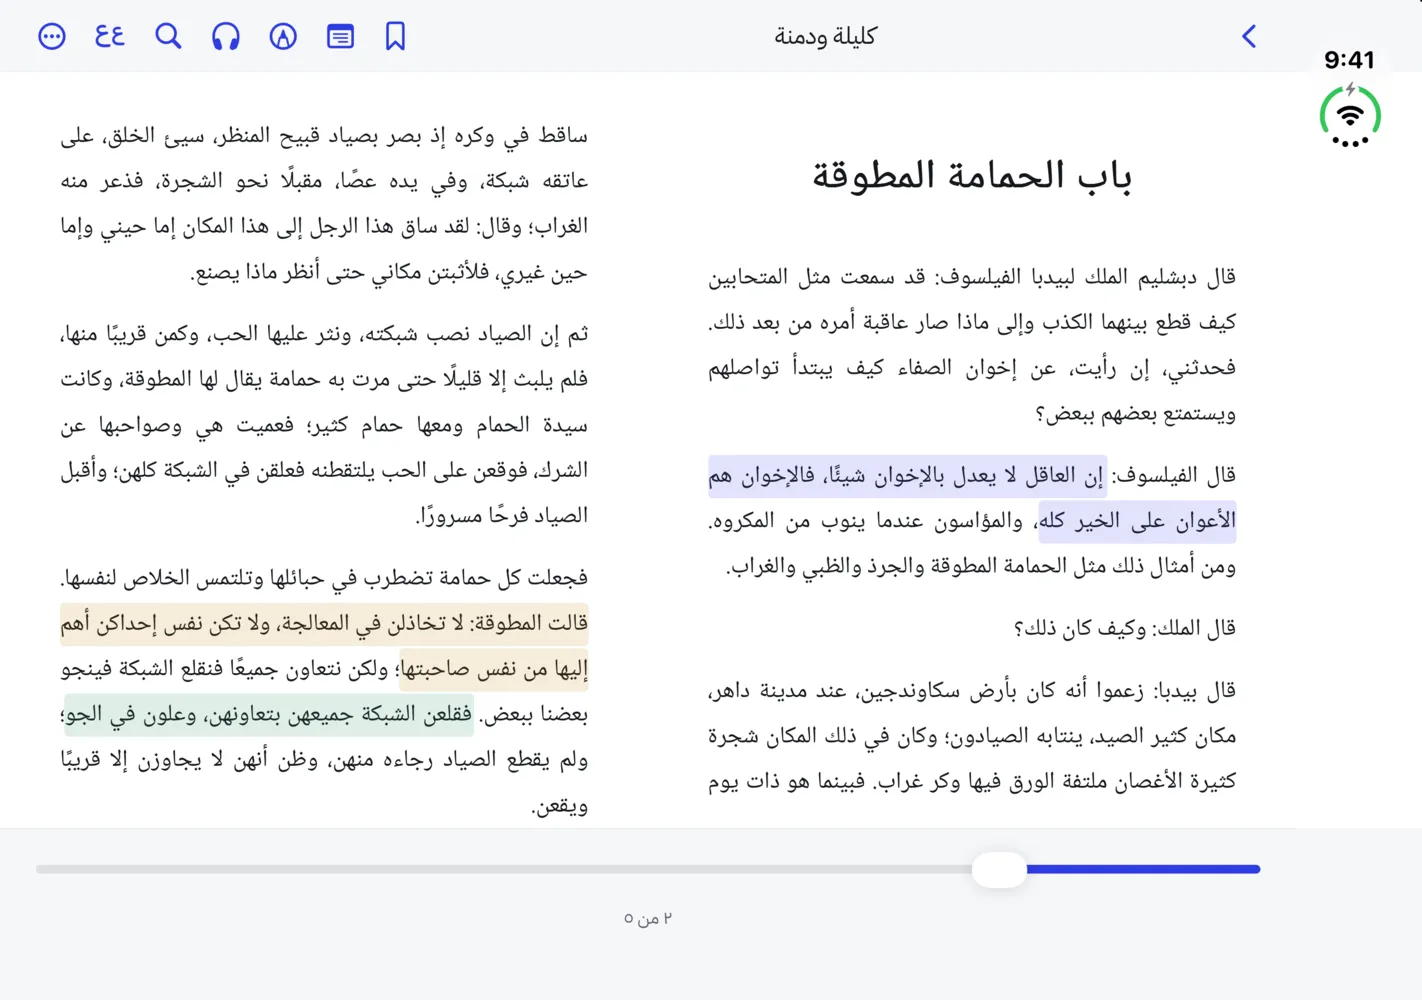 عع
كليلة ودمنة
9:41
باب الحمامة المطوقة
قال دبشليم الملك لبيدبا الفيلسوف: قد سمعت مثل المتحابين
كيف قطع بينهما الكذب وإلى ماذا صار عاقبة أمره من بعد ذلك.
فحدثني، إن رأيت، عن إخوان الصفاء كيف يبتدأ تواصلهم
ويستمتع بعضهم ببعض؟
قال الفيلسوف: إن العاقل لا يعدل بالإخوان شيئًا، فالإخوان هم
الأعوان على الخير كله، والمؤاسون عندما ينوب من المكروه.
ومن أمثال ذلك مثل الحمامة المطوقة والجرذ والظبي والغراب.
قال الملك: وكيف كان ذلك؟
قال بيدبا: زعموا أنه كان بأرض سكاوندجين، عند مدينة داهر،
مكان كثير الصيد، ينتابه الصيادون؛ وكان في ذلك المكان شجرة
كثيرة الأغصان ملتفة الورق فيها وكر غراب. فبينما هو ذات يوم
ساقط في وكره إذ بصر بصياد قبيح المنظر، سيئ الخلق، على
عاتقه شبكة، وفي يده عصًا، مقبلًا نحو الشجرة، فذعر منه
الغراب؛ وقال: لقد ساق هذا الرجل إلى هذا المكان إما حيني وإما
حين غيري، فلأثبتن مكاني حتى أنظر ماذا يصنع.
ثم إن الصياد نصب شبكته، ونثر عليها الحب، وكمن قريبًا منها،
فلم يلبث إلا قليلًا حتى مرت به حمامة يقال لها المطوقة، وكانت
سيدة الحمام ومعها حمام كثير؛ فعميت هي وصواحبها عن
الشرك، فوقعن على الحب يلتقطنه فعلقن في الشبكة كلهن؛ وأقبل
الصياد فرحًا مسرورًا.
فجعلت كل حمامة تضطرب في حبائلها وتلتمس الخلاص لنفسها.
قالت المطوقة: لا تخاذلن في المعالجة، ولا تكن نفس إحداكن أهم
إليها من نفس صاحبتها؛ ولكن نتعاون جميعًا فنقلع الشبكة فينجو
بعضنا ببعض. فقلعن الشبكة جميعهن بتعاونهن، وعلون في الجو؛
ولم يقطع الصياد رجاءه منهن، وظن أنهن لا يجاوزن إلا قريبًا
ويقعن.
٢ من ٥